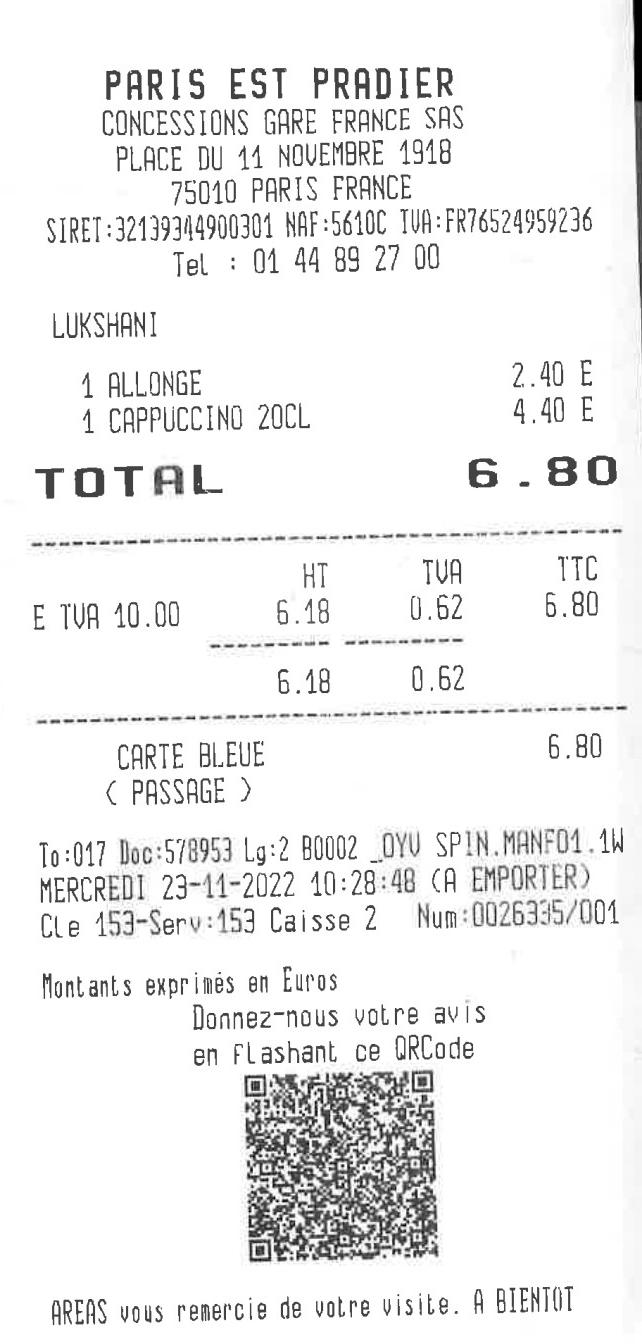 PARIS EST PRADIER
CONCESSIONS GARE FRANCE SAS
PLACE DU 11 NOVEMBRE 1918
75010 PARIS FRANCE
SIRET:32139344900301 NAF:5610C TVA:FR76524959236
Tel : 01 44 89 27 00
LUKSHANI
1 ALLONGE 2.40 E
1 CAPPUCCINO 20CL 4.40 E
TOTAL 6.80
HT TVA TTC
E TVA 10.00 6.18 0.62 6.80
6.18 0.62
CARTE BLEUE 6.80
( PASSAGE )
To:017 Doc:578953 Lg:2 B0002 _OYV SPIN.MANFO1.1W
MERCREDI 23-11-2022 10:28:48 (A EMPORTER)
Cle 153-Serv:153 Caisse 2 Num:0026335/001
Montants exprimés en Euros
Donnez-nous votre avis
en flashant ce QRCode
AREAS vous remercie de votre visite. A BIENTOT